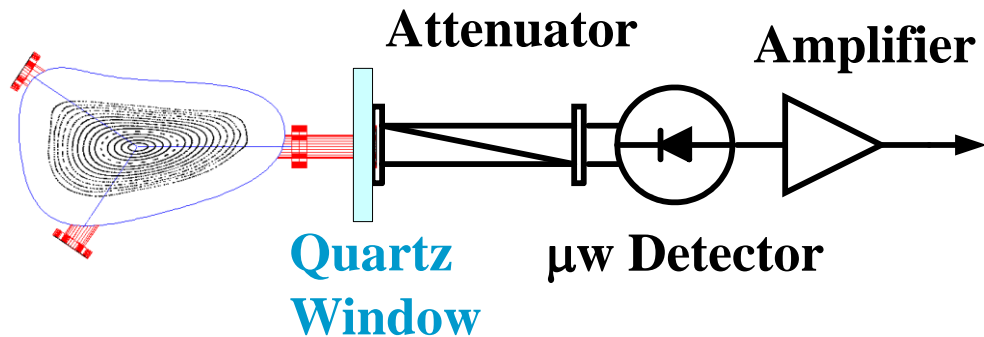 Attenuator
Amplifier
Quartz
Window
μw Detector